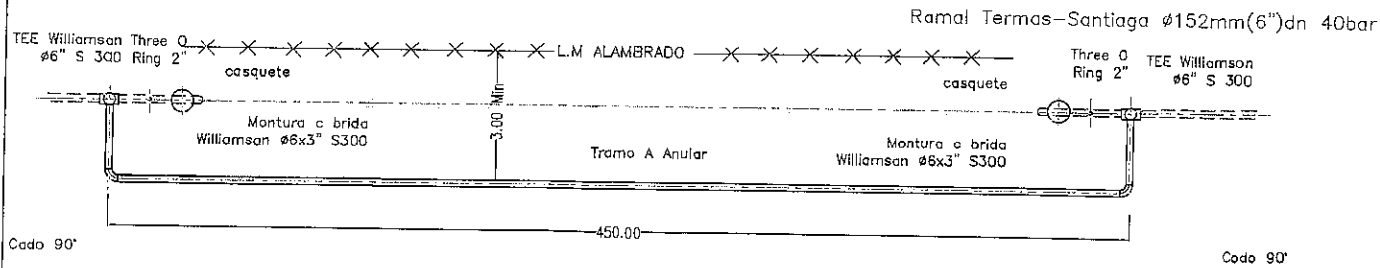 Ramal Termas-Santiago ø152mm(6")dn 40bar
TEE Williamson Three O
ø6" S 300 Ring 2"
L.M ALAMBRADO
Three O
Ring 2"
TEE Williamson
ø6" S 300
casquete
casquete
Montura c brida
Williamson ø6x3" S300
3.00 Min
Tramo A Anular
Montura c brida
Williamson ø6x3" S300
450.00
Codo 90°
Codo 90°